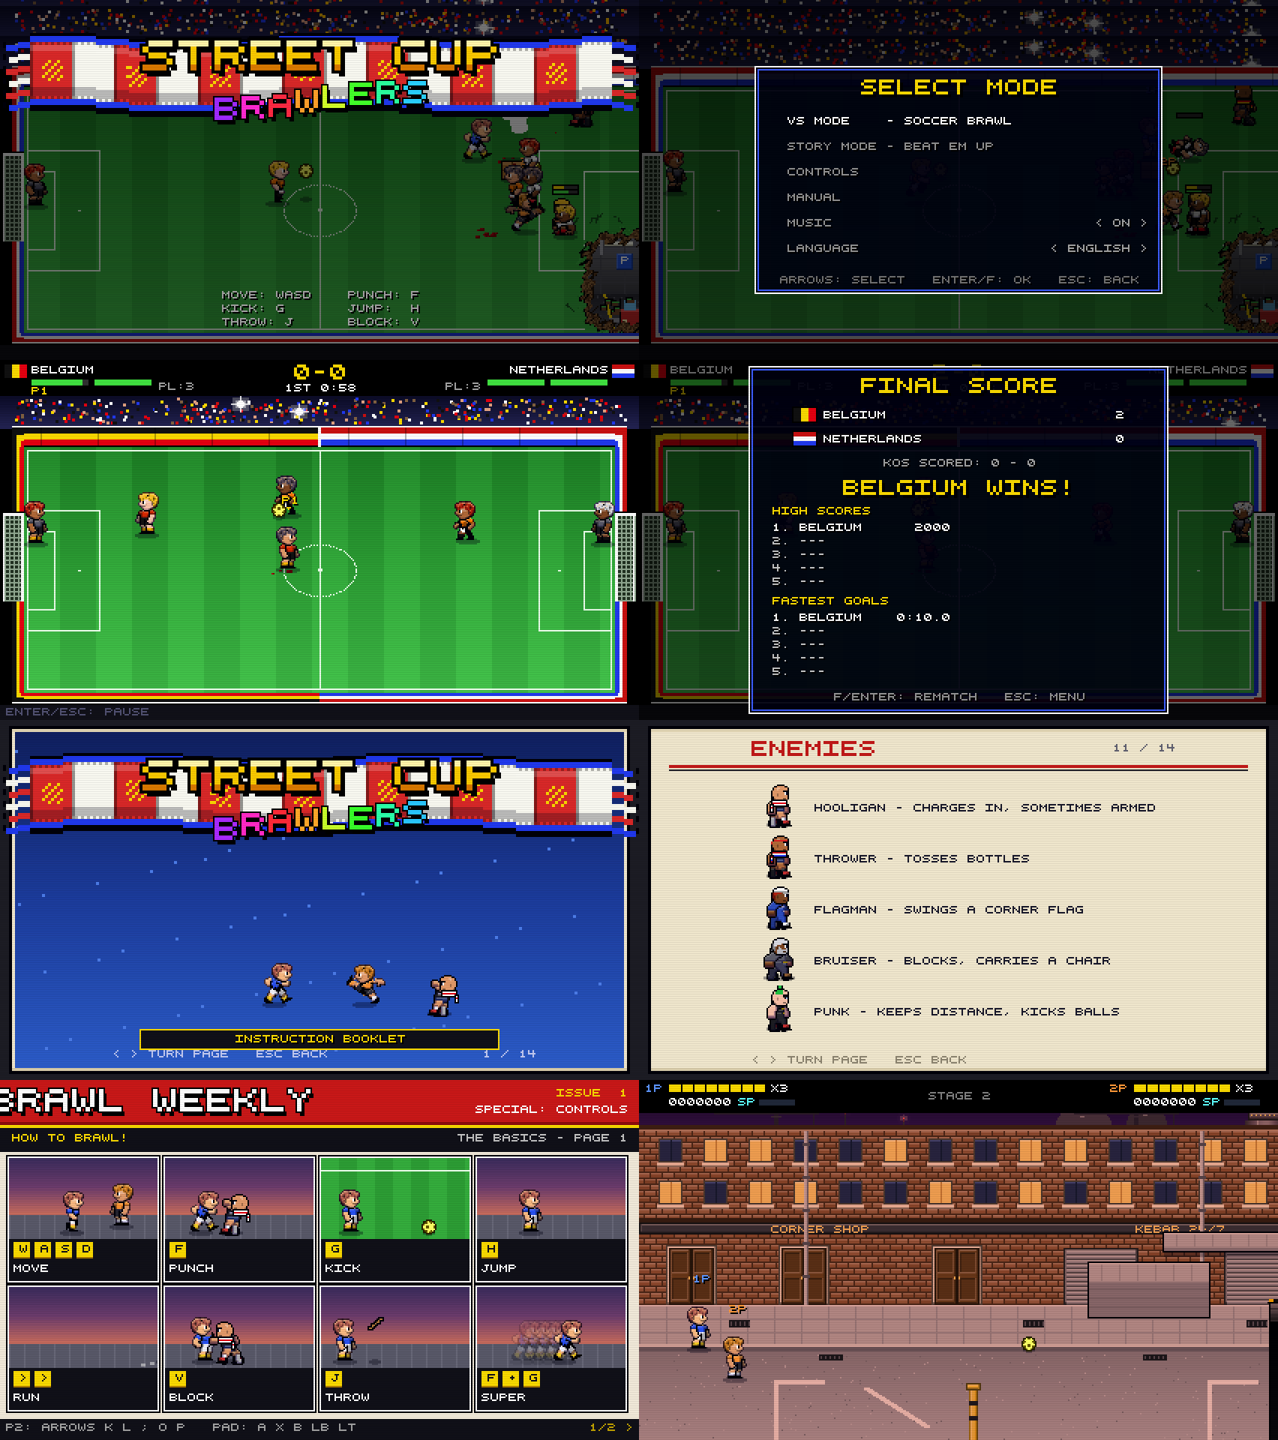 STREET CUP
BRAWLERS
MOVE: WASD PUNCH: F
KICK: G JUMP: H
THROW: J BLOCK: V
P
SELECT MODE
VS MODE - SOCCER BRAWL
STORY MODE - BEAT EM UP
CONTROLS
MANUAL
MUSIC < ON >
LANGUAGE < ENGLISH >
ARROWS: SELECT ENTER/F: OK ESC: BACK
P
BELGIUM 0-0 NETHERLANDS
P1 PL:3 1ST 0:58 PL:3
P1
ENTER/ESC: PAUSE
BELGIUM THERLANDS
P1
FINAL SCORE
BELGIUM 2
NETHERLANDS 0
KOS SCORED: 0 - 0
BELGIUM WINS!
HIGH SCORES
1. BELGIUM 2000
2. ---
3. ---
4. ---
5. ---
FASTEST GOALS
1. BELGIUM 0:10.0
2. ---
3. ---
4. ---
5. ---
F/ENTER: REMATCH ESC: MENU
STREET CUP
BRAWLERS
INSTRUCTION BOOKLET
< > TURN PAGE ESC BACK 1 / 14
ENEMIES 11 / 14
HOOLIGAN - CHARGES IN, SOMETIMES ARMED
THROWER - TOSSES BOTTLES
FLAGMAN - SWINGS A CORNER FLAG
BRUISER - BLOCKS, CARRIES A CHAIR
PUNK - KEEPS DISTANCE, KICKS BALLS
< > TURN PAGE ESC BACK
BRAWL WEEKLY ISSUE 1
SPECIAL: CONTROLS
HOW TO BRAWL! THE BASICS - PAGE 1
W A S D F G H
MOVE PUNCH KICK JUMP
> > V J F + G
RUN BLOCK THROW SUPER
P2: ARROWS K L ; O P PAD: A X B LB LT 1/2 >
1P X3 STAGE 2 2P X3
0000000 SP 0000000 SP
CORNER SHOP KEBAB 24/7
1P
2P